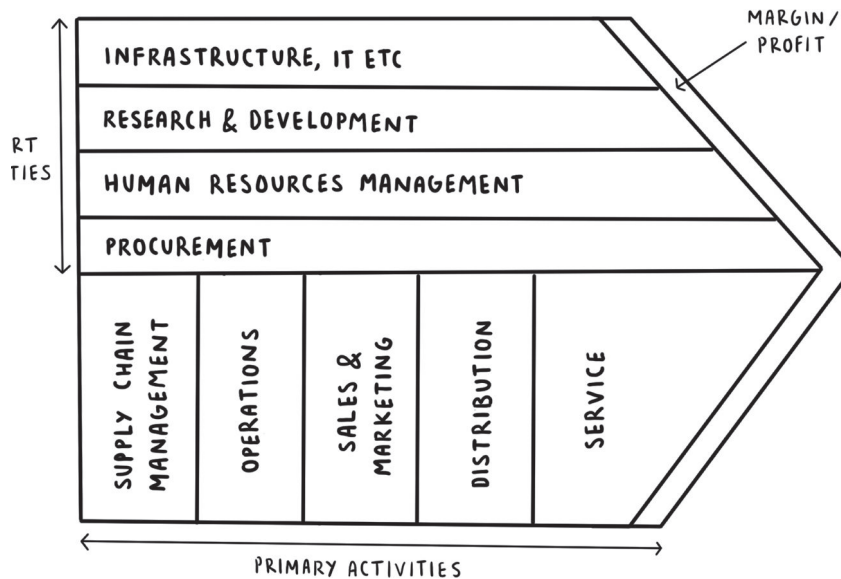 MARGIN/
PROFIT
INFRASTRUCTURE, IT ETC
RESEARCH & DEVELOPMENT
RT
TIES
HUMAN RESOURCES MANAGEMENT
PROCUREMENT
SUPPLY CHAIN
MANAGEMENT
OPERATIONS
SALES &
MARKETING
DISTRIBUTION
SERVICE
PRIMARY ACTIVITIES